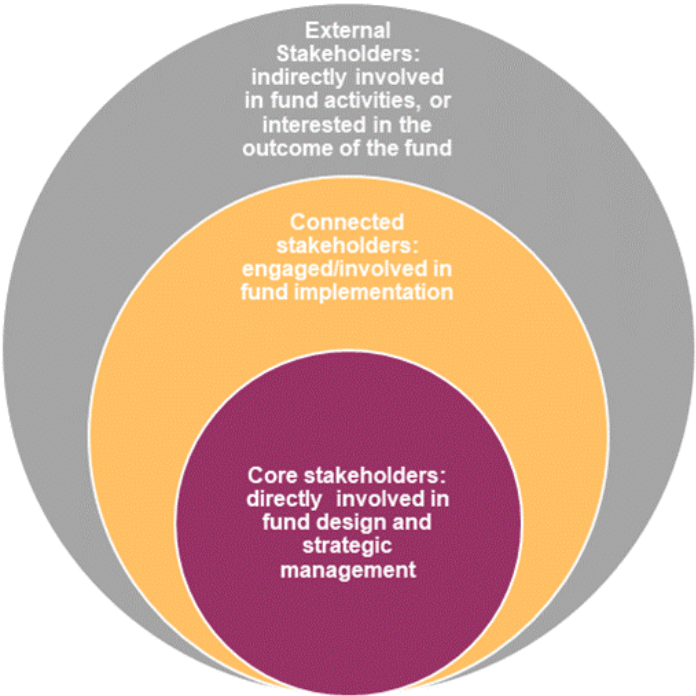 External
Stakeholders:
indirectly involved
in fund activities, or
interested in the
outcome of the fund
Connected
stakeholders:
engaged/involved in
fund implementation
Core stakeholders:
directly  involved in
fund design and
strategic
management